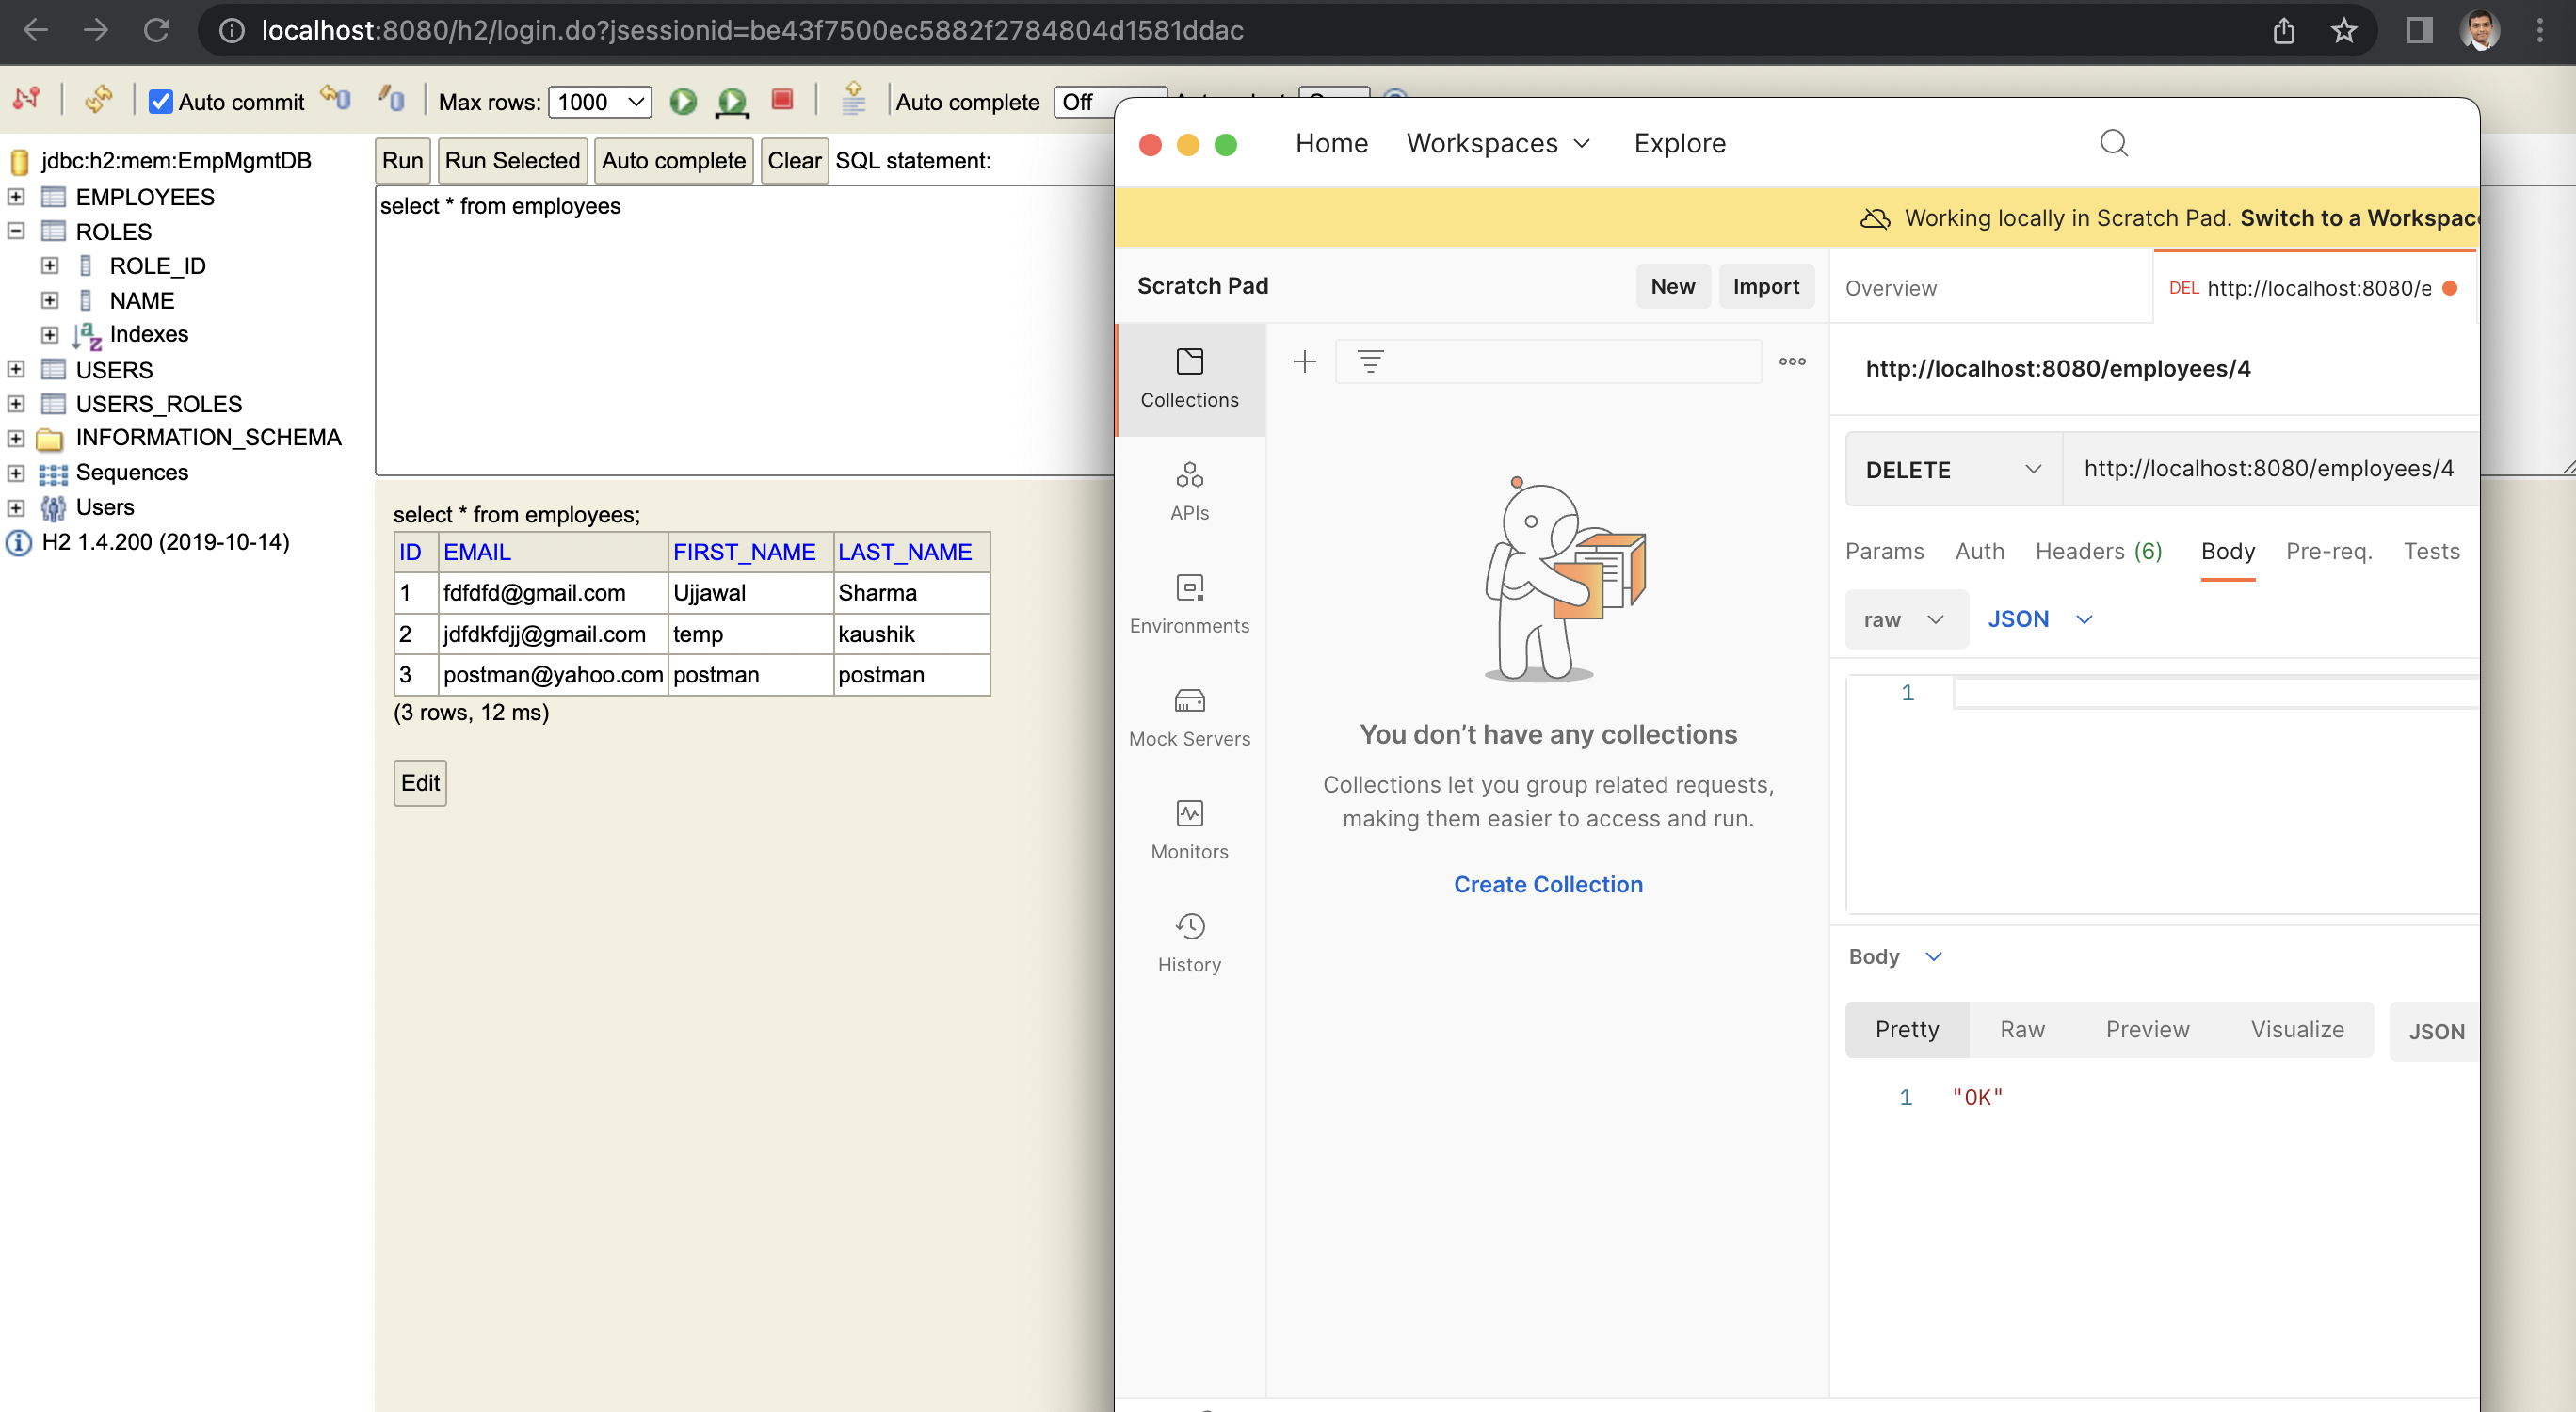 localhost:8080/h2/login.do?jsessionid=be43f7500ec5882f2784804d1581ddac
Auto commit
Max rows: 1000
Auto complete Off
jdbc:h2:mem:EmpMgmtDB
EMPLOYEES
ROLES
ROLE_ID
NAME
Indexes
USERS
USERS_ROLES
INFORMATION_SCHEMA
Sequences
Users
H2 1.4.200 (2019-10-14)
Run Run Selected Auto complete Clear SQL statement:
select * from employees
select * from employees;
ID EMAIL FIRST_NAME LAST_NAME
1 fdfdfd@gmail.com Ujjawal Sharma
2 jdfdkfdjj@gmail.com temp kaushik
3 postman@yahoo.com postman postman
(3 rows, 12 ms)
Edit
Home Workspaces Explore
Working locally in Scratch Pad. Switch to a Workspac
Scratch Pad New Import
Overview
DEL http://localhost:8080/e
Collections
APIs
Environments
Mock Servers
Monitors
History
You don’t have any collections
Collections let you group related requests,
making them easier to access and run.
Create Collection
http://localhost:8080/employees/4
DELETE http://localhost:8080/employees/4
Params Auth Headers (6) Body Pre-req. Tests
raw JSON
1
Body
Pretty Raw Preview Visualize JSON
1 "OK"